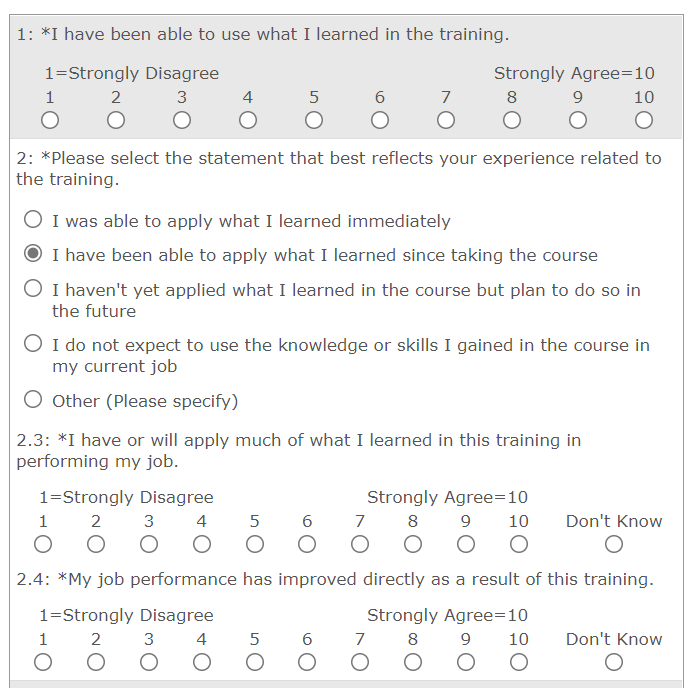 1: *I have been able to use what I learned in the training.
1=Strongly Disagree Strongly Agree=10
1 2 3 4 5 6 7 8 9 10
2: *Please select the statement that best reflects your experience related to
the training.
I was able to apply what I learned immediately
I have been able to apply what I learned since taking the course
I haven't yet applied what I learned in the course but plan to do so in
the future
I do not expect to use the knowledge or skills I gained in the course in
my current job
Other (Please specify)
2.3: *I have or will apply much of what I learned in this training in
performing my job.
1=Strongly Disagree Strongly Agree=10
1 2 3 4 5 6 7 8 9 10 Don't Know
2.4: *My job performance has improved directly as a result of this training.
1=Strongly Disagree Strongly Agree=10
1 2 3 4 5 6 7 8 9 10 Don't Know